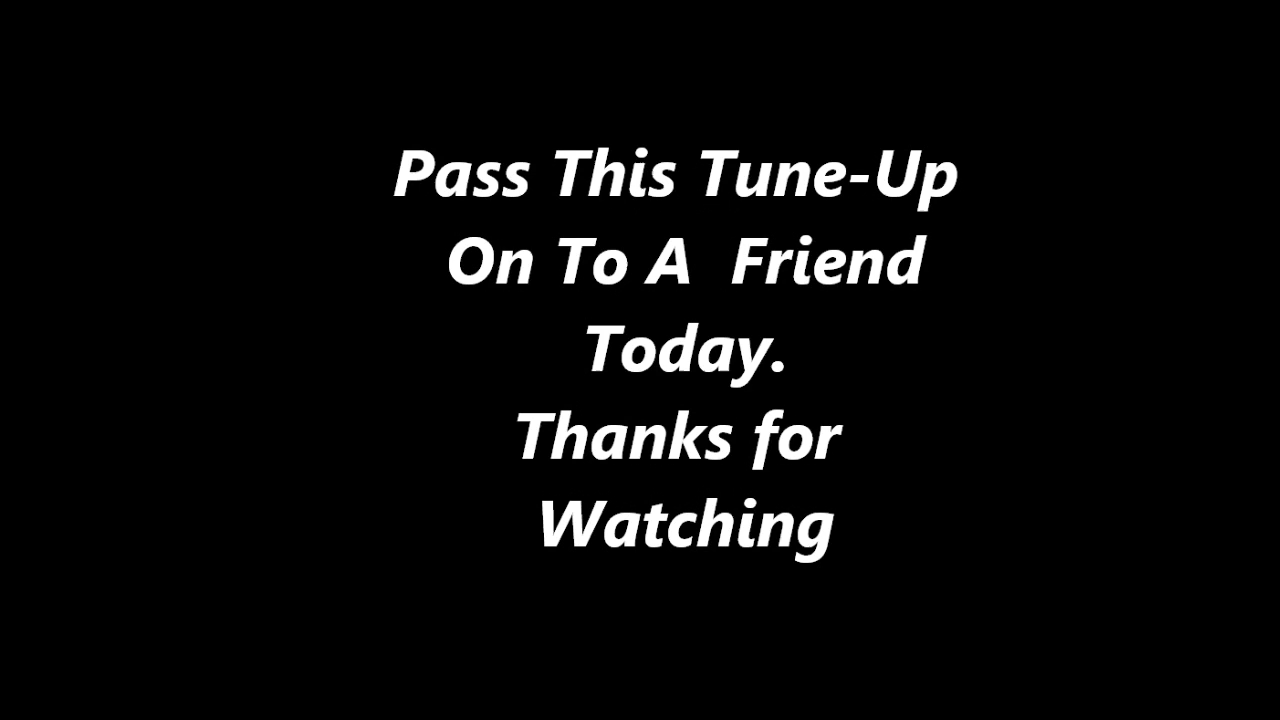 Pass This Tune-Up
On To A  Friend
Today.
Thanks for
Watching